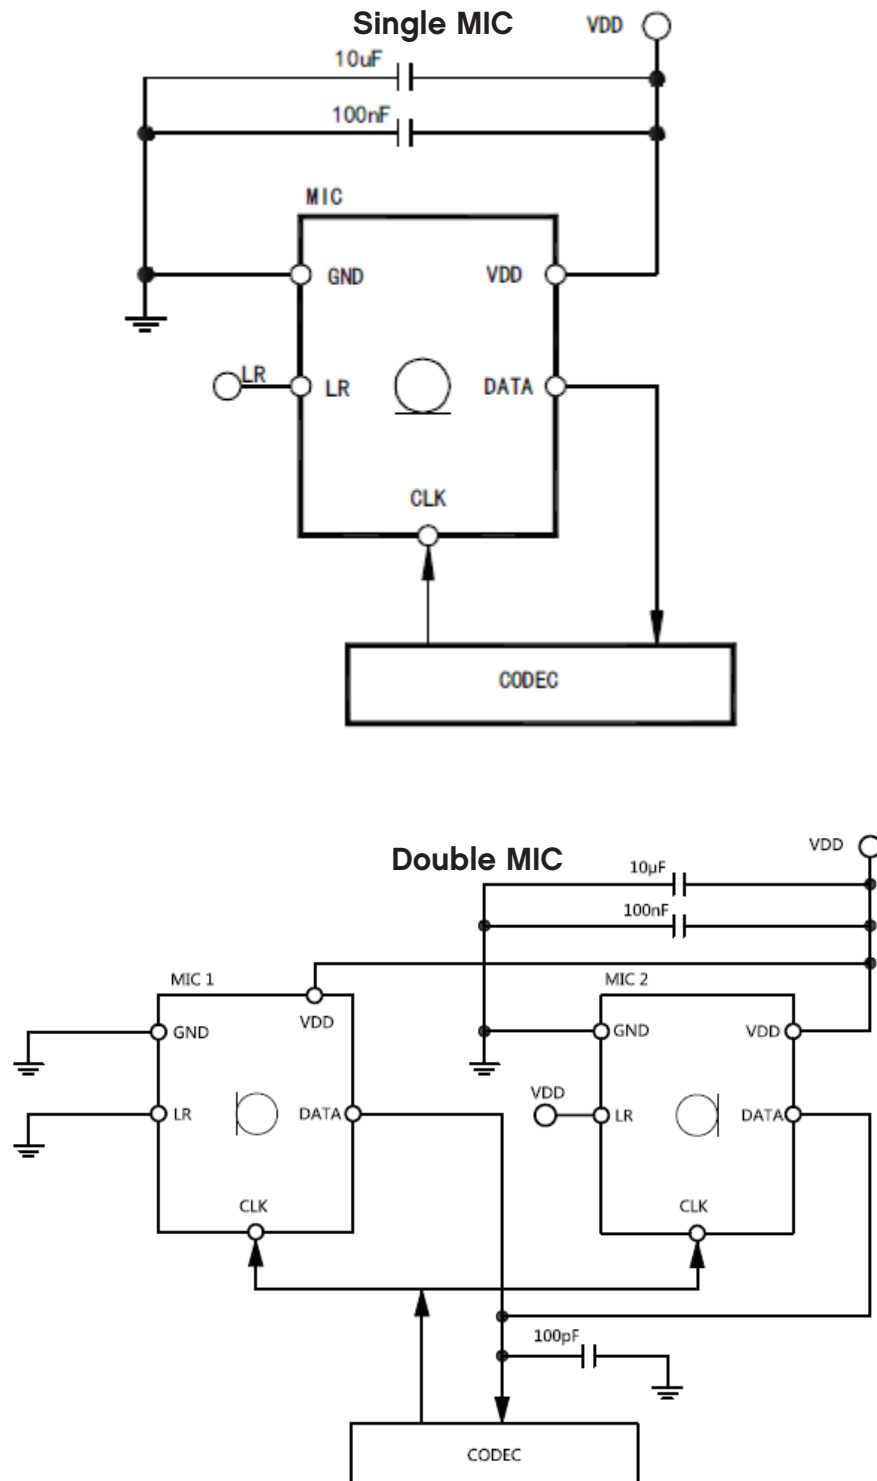 Single MIC
VDD
10uF
100nF
MIC
GND
VDD
LR
LR
DATA
CLK
CODEC
Double MIC
VDD
10μF
100nF
MIC 1
MIC 2
VDD
GND
GND
VDD
VDD
LR
DATA
LR
DATA
CLK
CLK
100pF
CODEC